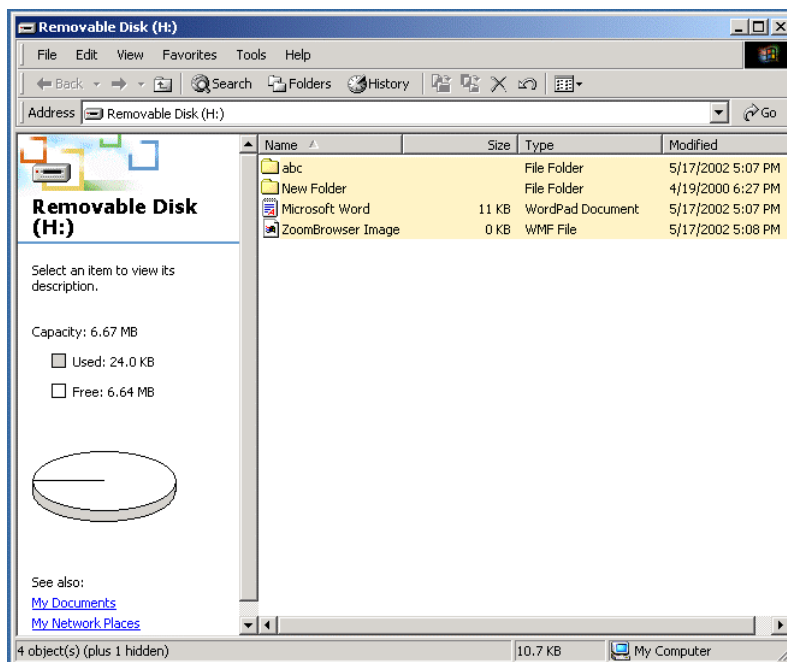 Removable Disk (H:)
File Edit View Favorites Tools Help
Back Search Folders History
Address Removable Disk (H:) Go
Removable Disk
(H:)
Select an item to view its
description.
Capacity: 6.67 MB
Used: 24.0 KB
Free: 6.64 MB
See also:
My Documents
My Network Places
Name Size Type Modified
abc File Folder 5/17/2002 5:07 PM
New Folder File Folder 4/19/2000 6:27 PM
Microsoft Word 11 KB WordPad Document 5/17/2002 5:07 PM
ZoomBrowser Image 0 KB WMF File 5/17/2002 5:08 PM
4 object(s) (plus 1 hidden) 10.7 KB My Computer